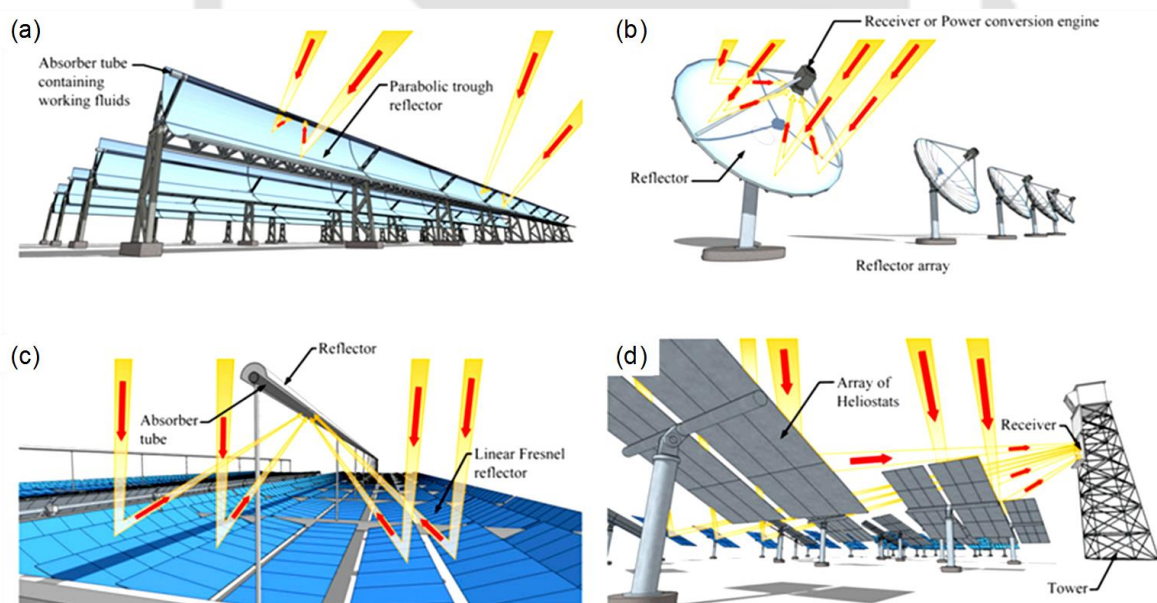 (a)
Absorber tube
containing
working fluids
Parabolic trough
reflector
(b)
Receiver or Power conversion engine
Reflector
Reflector array
(c)
Reflector
Absorber
tube
Linear Fresnel
reflector
(d)
Array of
Heliostats
Receiver
Tower